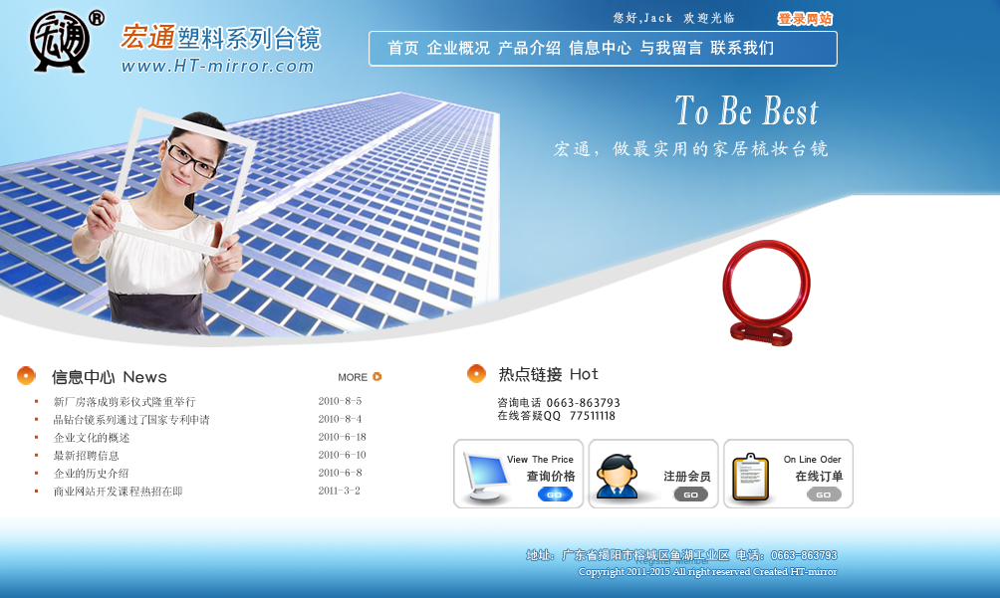 您好,Jack 欢迎光临 登录网站
宏通 ®
宏通塑料系列台镜
www.HT-mirror.com
首页 企业概况 产品介绍 信息中心 与我留言 联系我们
To Be Best
宏通，做最实用的家居梳妆台镜
信息中心 News
MORE
新厂房落成剪彩仪式隆重举行 2010-8-5
晶钻台镜系列通过了国家专利申请 2010-8-4
企业文化的概述 2010-6-18
最新招聘信息 2010-6-10
企业的历史介绍 2010-6-8
商业网站开发课程热招在即 2011-3-2
热点链接 Hot
咨询电话 0663-863793
在线答疑QQ 77511118
View The Price
查询价格
GO
注册会员
GO
On Line Oder
在线订单
GO
地址：广东省揭阳市榕城区鱼湖工业区 电话：0663-863793
Copyright 2011-2015 All right reserved Created HT-mirror